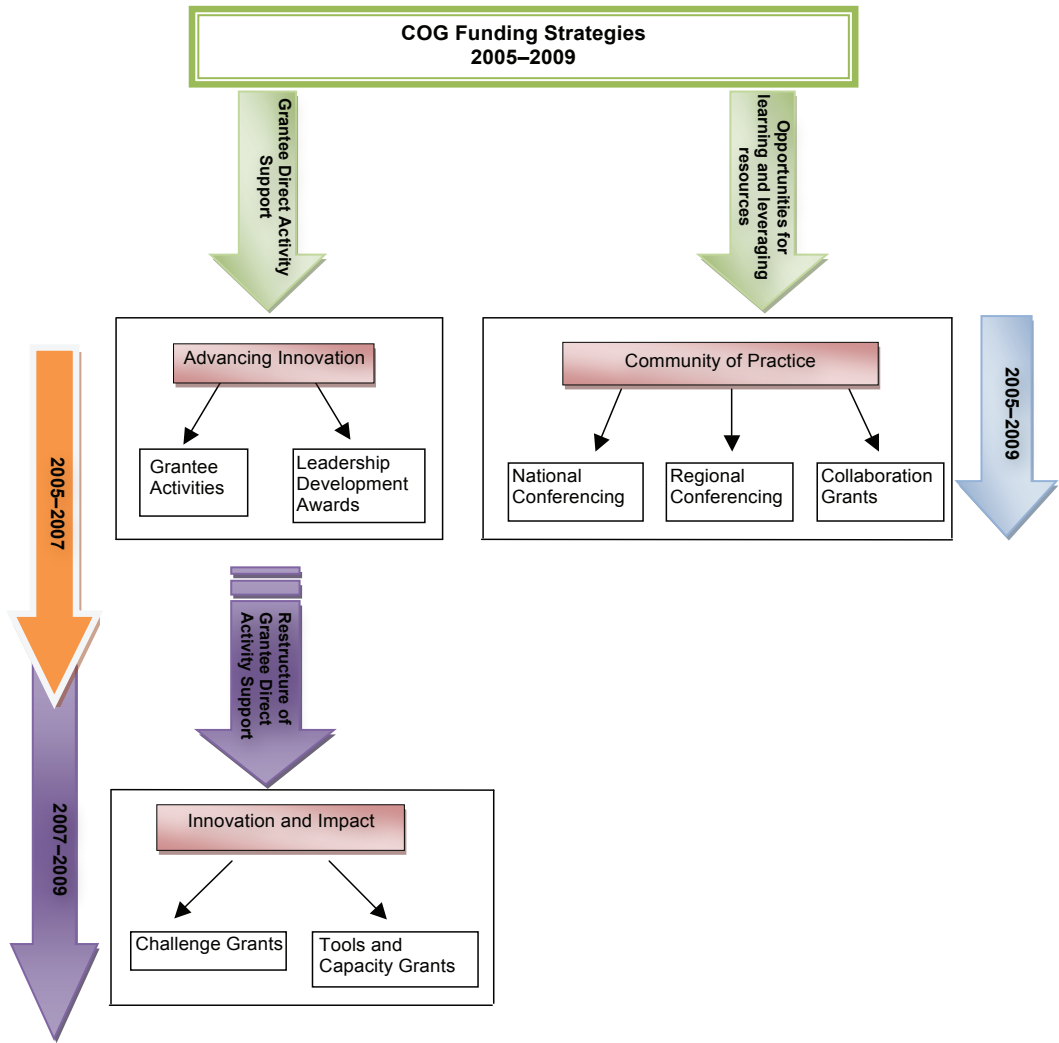 COG Funding Strategies
2005–2009
Grantee Direct Activity
Support
Opportunities for
learning and leveraging
resources
Advancing Innovation
Grantee
Activities
Leadership
Development
Awards
Community of Practice
National
Conferencing
Regional
Conferencing
Collaboration
Grants
2005–2009
2005–2007
Restructure of
Grantee Direct
Activity Support
2007–2009
Innovation and Impact
Challenge Grants
Tools and
Capacity Grants